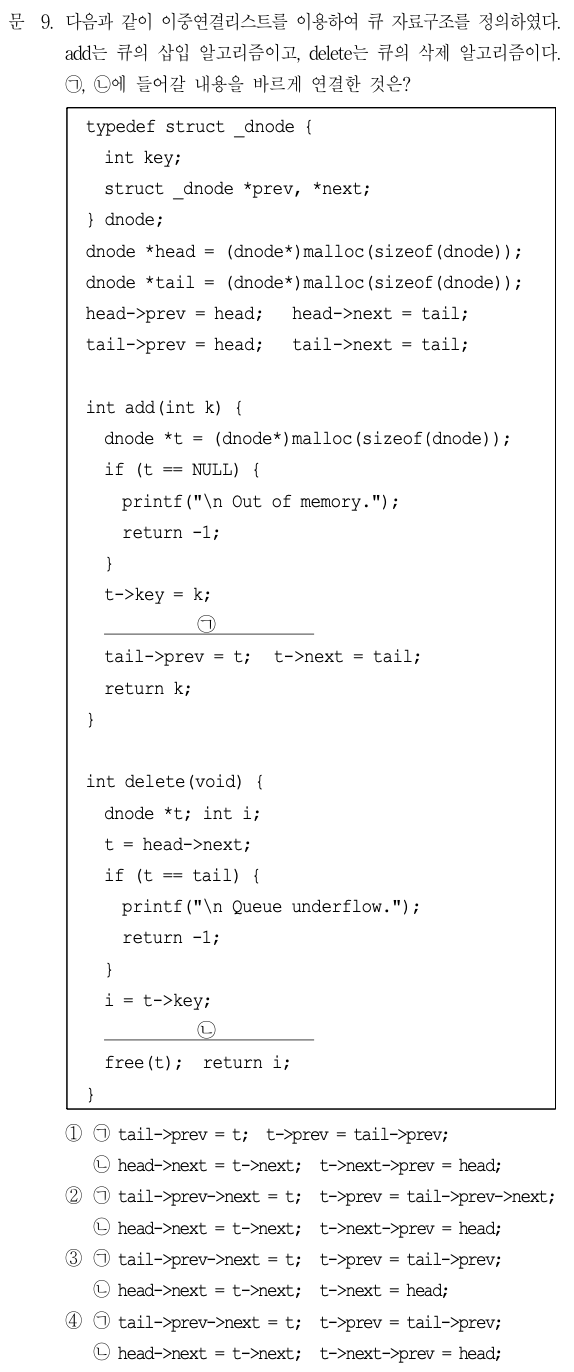 문 9. 다음과 같이 이중연결리스트를 이용하여 큐 자료구조를 정의하였다.
add는 큐의 삽입 알고리즘이고, delete는 큐의 삭제 알고리즘이다.
㉠, ㉡에 들어갈 내용을 바르게 연결한 것은?
typedef struct _dnode {
int key;
struct _dnode *prev, *next;
} dnode;
dnode *head = (dnode*)malloc(sizeof(dnode));
dnode *tail = (dnode*)malloc(sizeof(dnode));
head->prev = head; head->next = tail;
tail->prev = head; tail->next = tail;
int add(int k) {
dnode *t = (dnode*)malloc(sizeof(dnode));
if (t == NULL) {
printf("\n Out of memory.");
return -1;
}
t->key = k;
㉠
tail->prev = t; t->next = tail;
return k;
}
int delete(void) {
dnode *t; int i;
t = head->next;
if (t == tail) {
printf("\n Queue underflow.");
return -1;
}
i = t->key;
㉡
free(t); return i;
}
① ㉠ tail->prev = t; t->prev = tail->prev;
㉡ head->next = t->next; t->next->prev = head;
② ㉠ tail->prev->next = t; t->prev = tail->prev->next;
㉡ head->next = t->next; t->next->prev = head;
③ ㉠ tail->prev->next = t; t->prev = tail->prev;
㉡ head->next = t->next; t->next = head;
④ ㉠ tail->prev->next = t; t->prev = tail->prev;
㉡ head->next = t->next; t->next->prev = head;